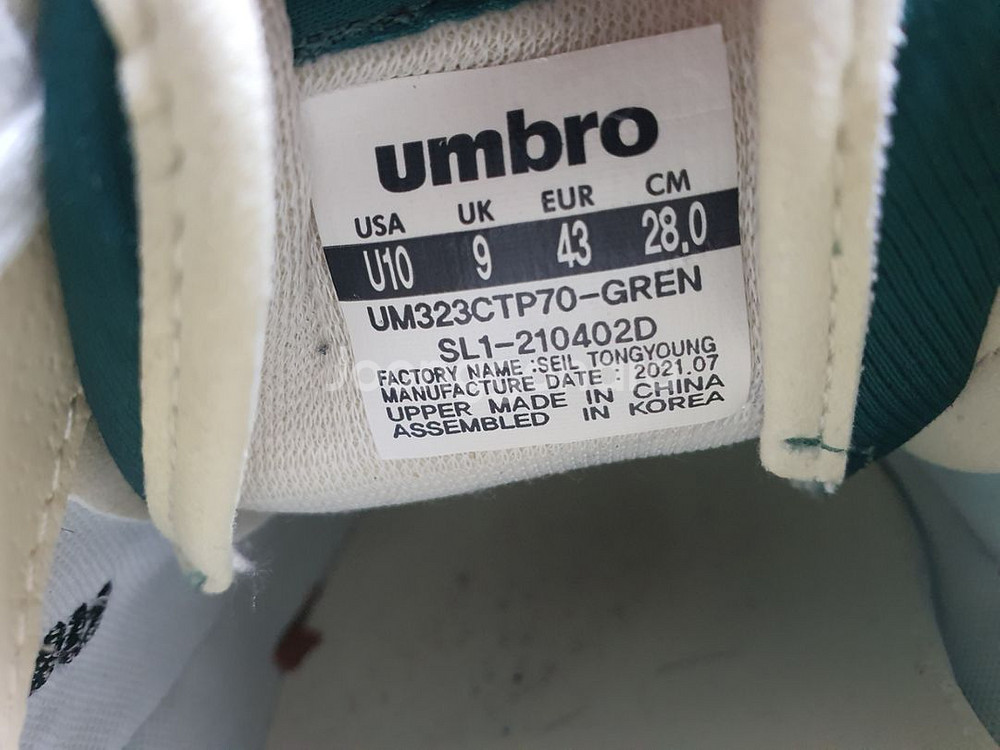 umbro
USA UK EUR CM
U10 9 43 28.0
UM323CTP70-GREN
SL1-210402D
FACTORY NAME :SEIL TONGYOUNG
MANUFACTURE DATE : 2021.07
UPPER MADE IN CHINA
ASSEMBLED IN KOREA